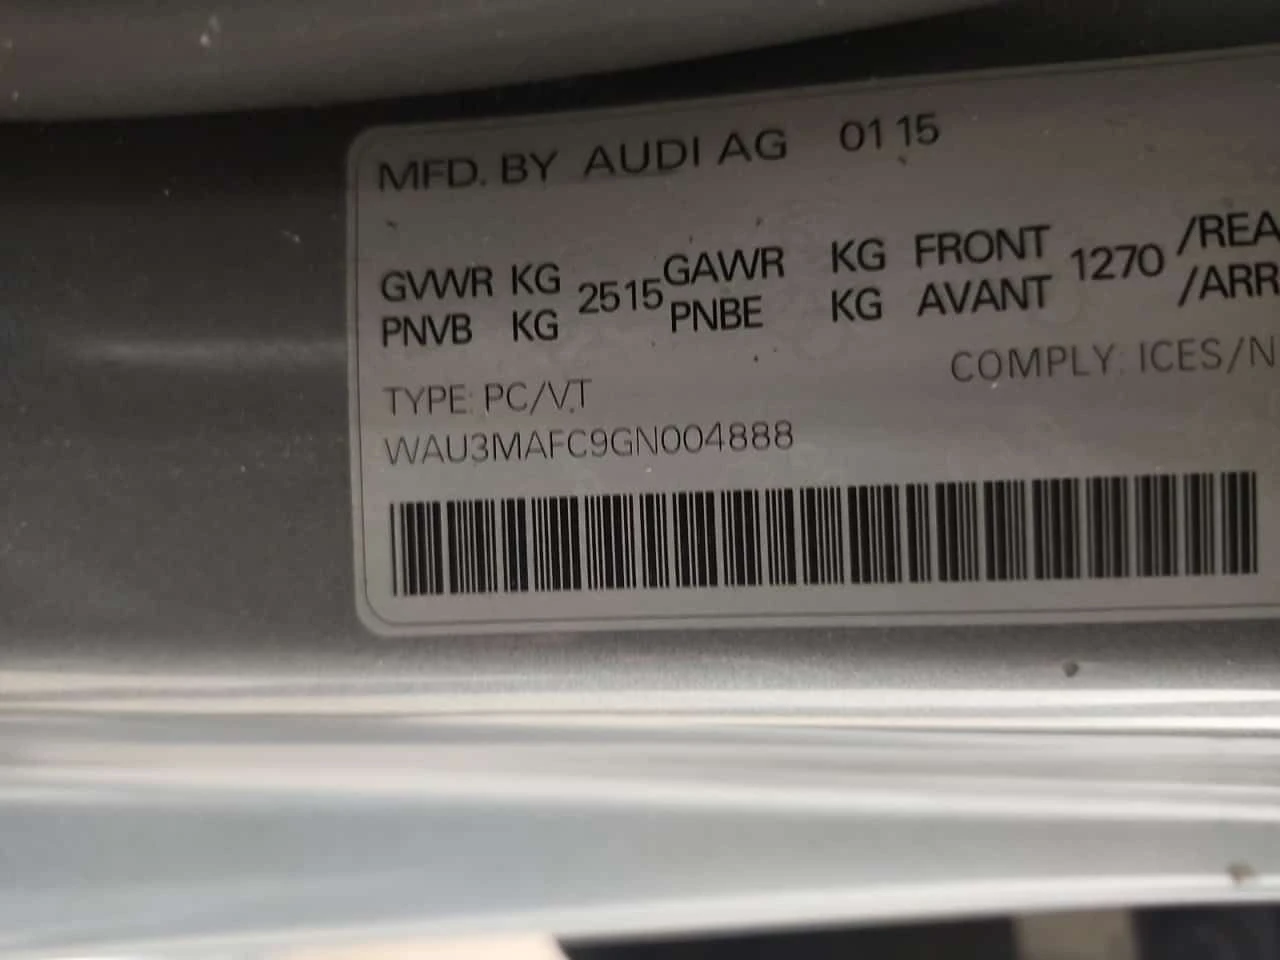 MFD. BY AUDI AG 01 15
GVWR KG 2515 GAWR KG FRONT 1270 /REA
PNVB KG PNBE KG AVANT /ARR
TYPE: PC/V.T COMPLY: ICES/N
WAU3MAFC9GN004888